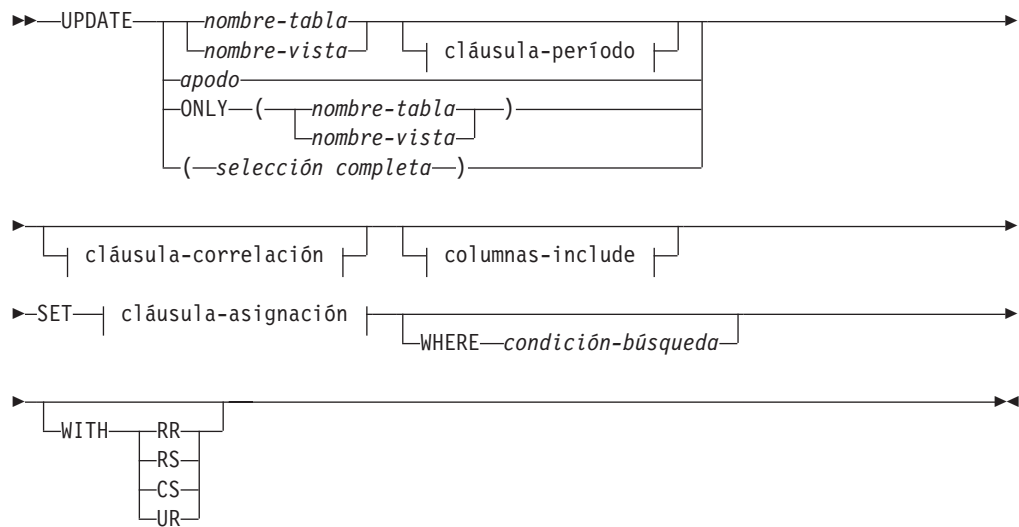 UPDATE nombre-tabla
nombre-vista cláusula-período
apodo
ONLY ( nombre-tabla )
nombre-vista
( selección completa )
cláusula-correlación columnas-include
SET cláusula-asignación
WHERE condición-búsqueda
WITH RR
RS
CS
UR